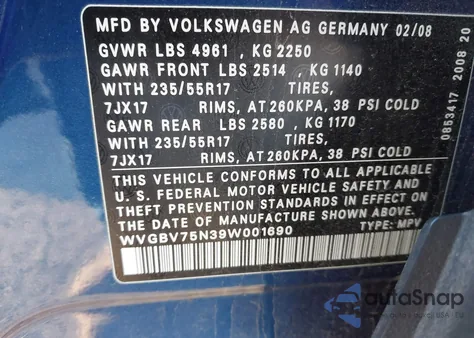 MFD. BY VOLKSWAGEN AG GERMANY 02/08
GVWR LBS 4961 , KG 2250
GAWR FRONT LBS 2514 , KG 1140
WITH 235/55R17 TIRES,
7JX17 RIMS, AT 260KPA, 38 PSI COLD
GAWR REAR LBS 2580 , KG 1170
WITH 235/55R17 TIRES,
7JX17 RIMS, AT 260KPA, 38 PSI COLD
THIS VEHICLE CONFORMS TO ALL APPLICABLE
U. S. FEDERAL MOTOR VEHICLE SAFETY AND
THEFT PREVENTION STANDARDS IN EFFECT ON
THE DATE OF MANUFACTURE SHOWN ABOVE.
WVGBV75N39W001690 TYPE: MPV
0853417 2008 20
autoSnap